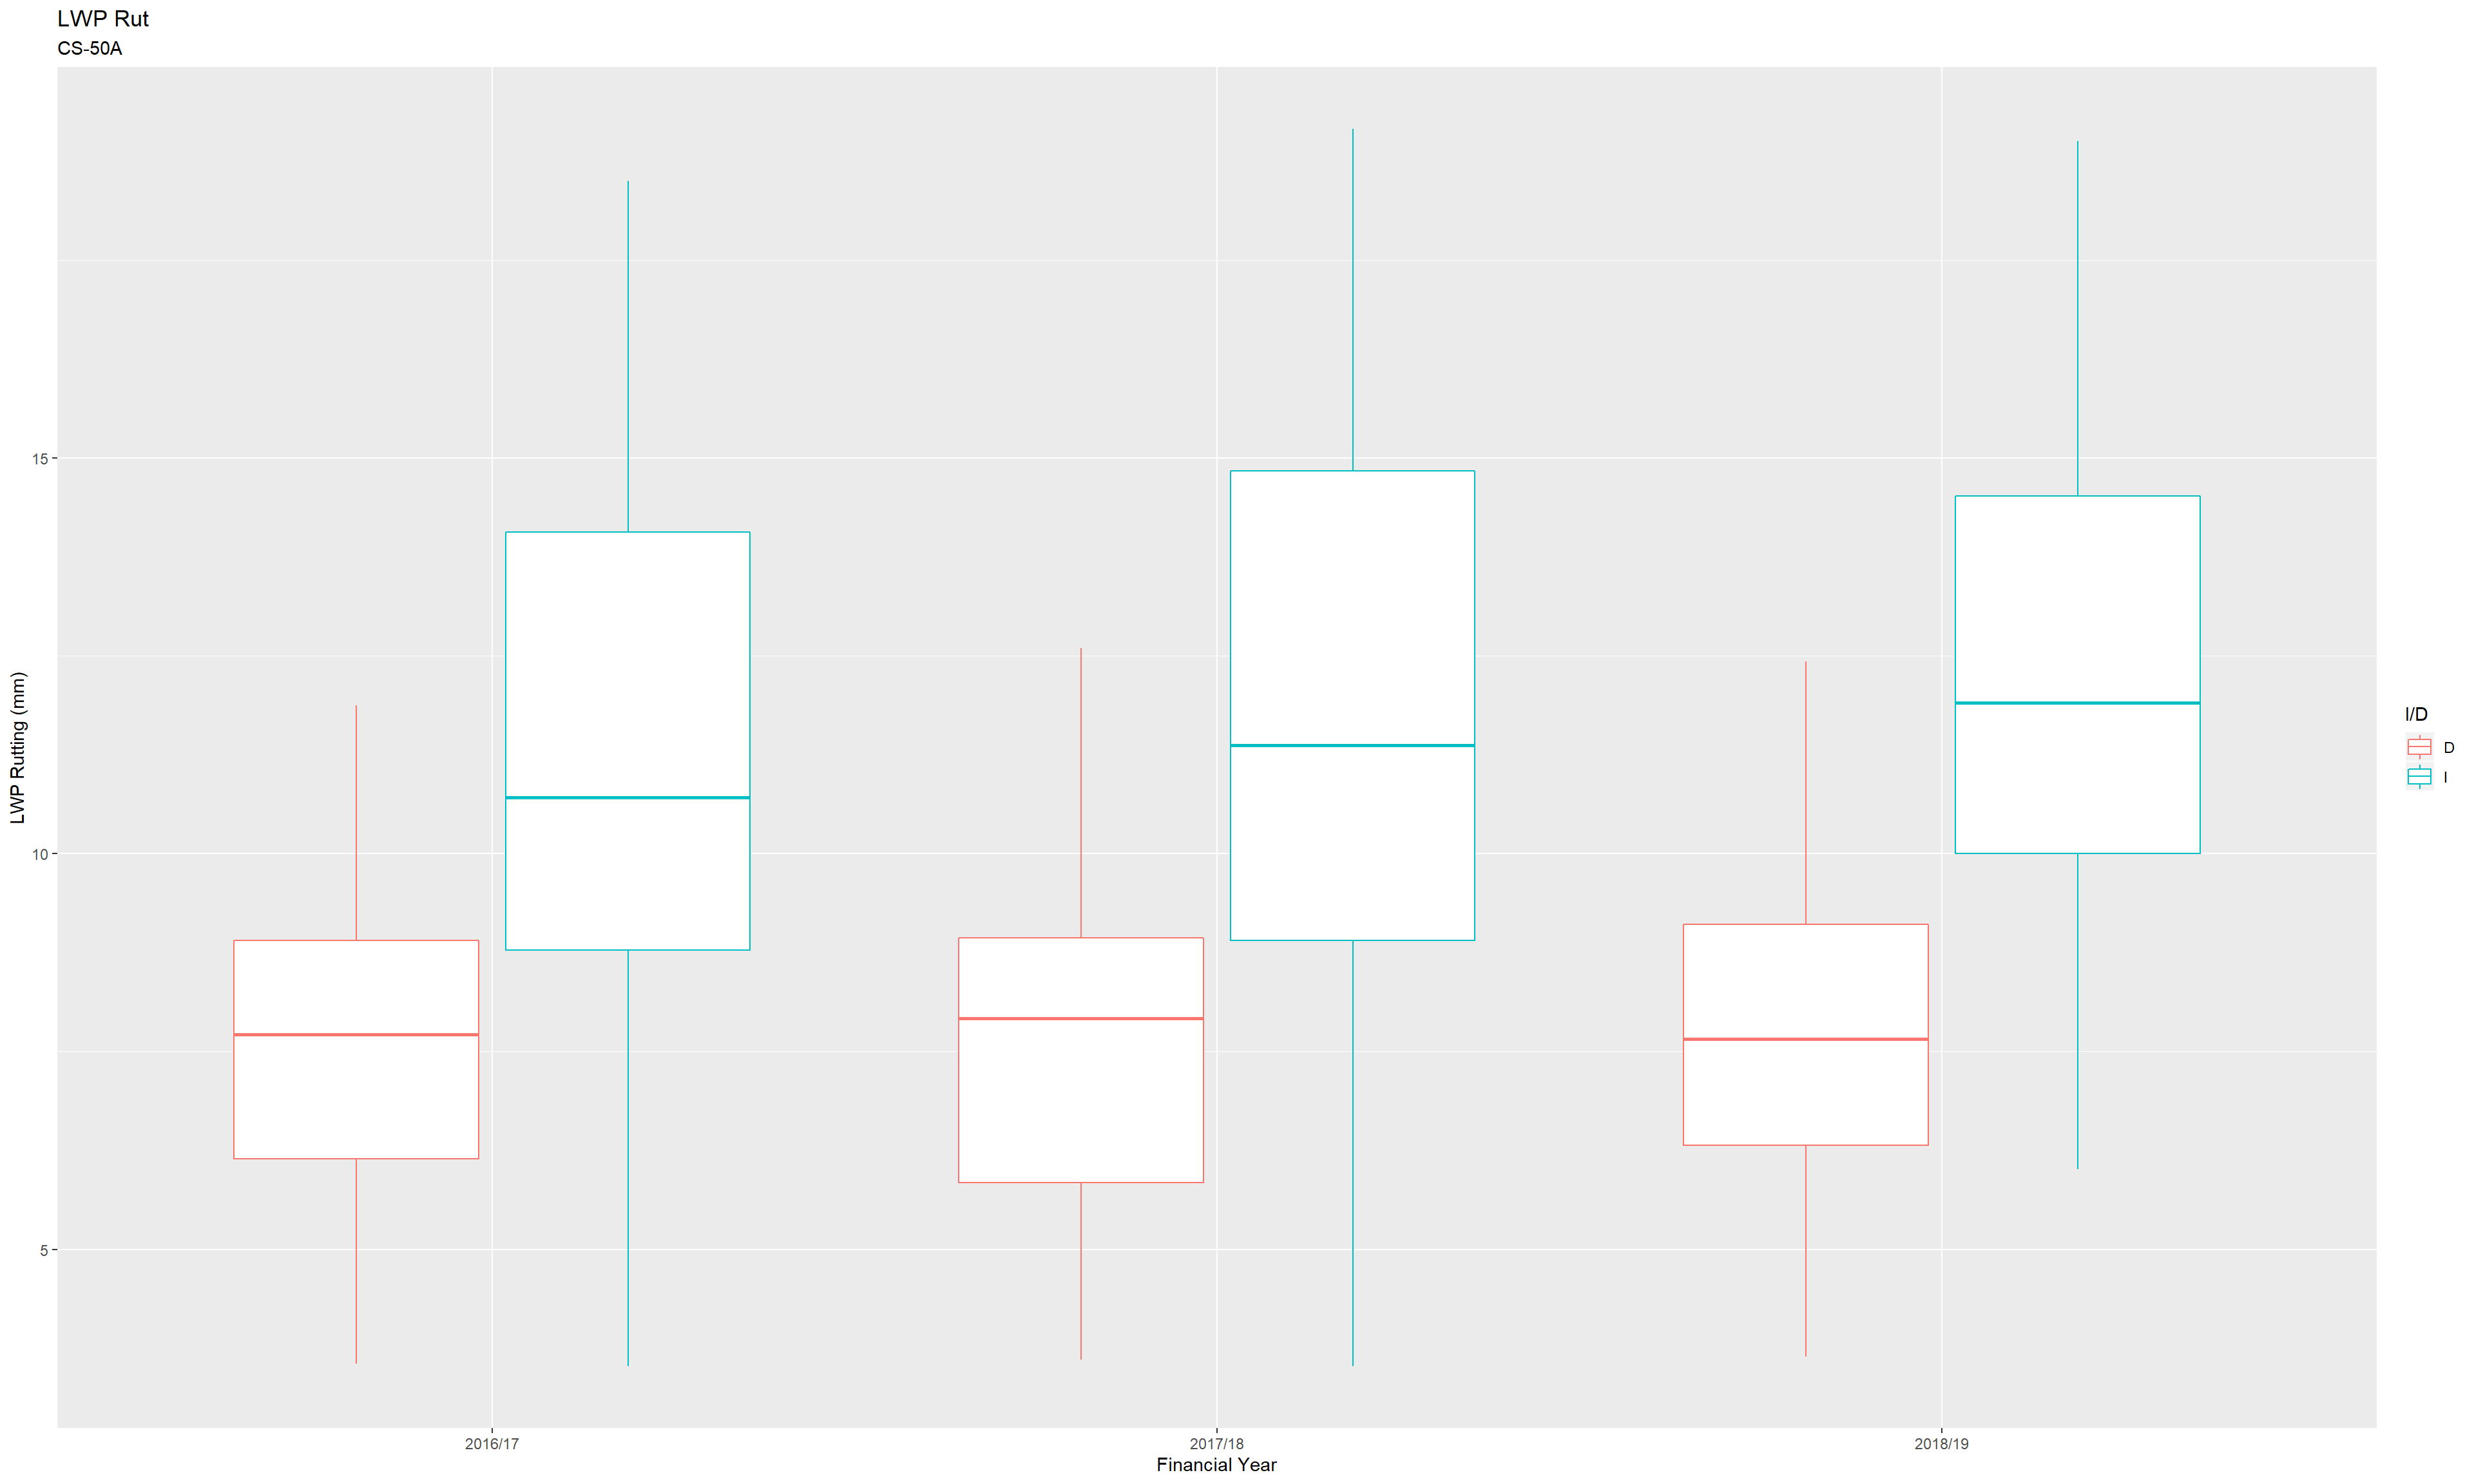 LWP Rut
CS-50A
LWP Rutting (mm)
15
10
5
2016/17
2017/18
2018/19
Financial Year
I/D
D
I